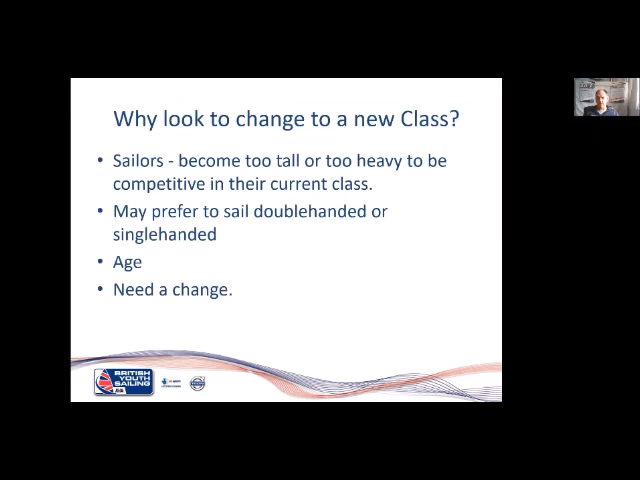 Why look to change to a new Class?
• Sailors - become too tall or too heavy to be
competitive in their current class.
• May prefer to sail doublehanded or
singlehanded
• Age
• Need a change.
BRITISH
YOUTH
SAILING
RYA